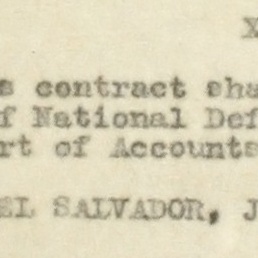 X
s contract sha
f National Def
rt of Accounts
EL SALVADOR, J